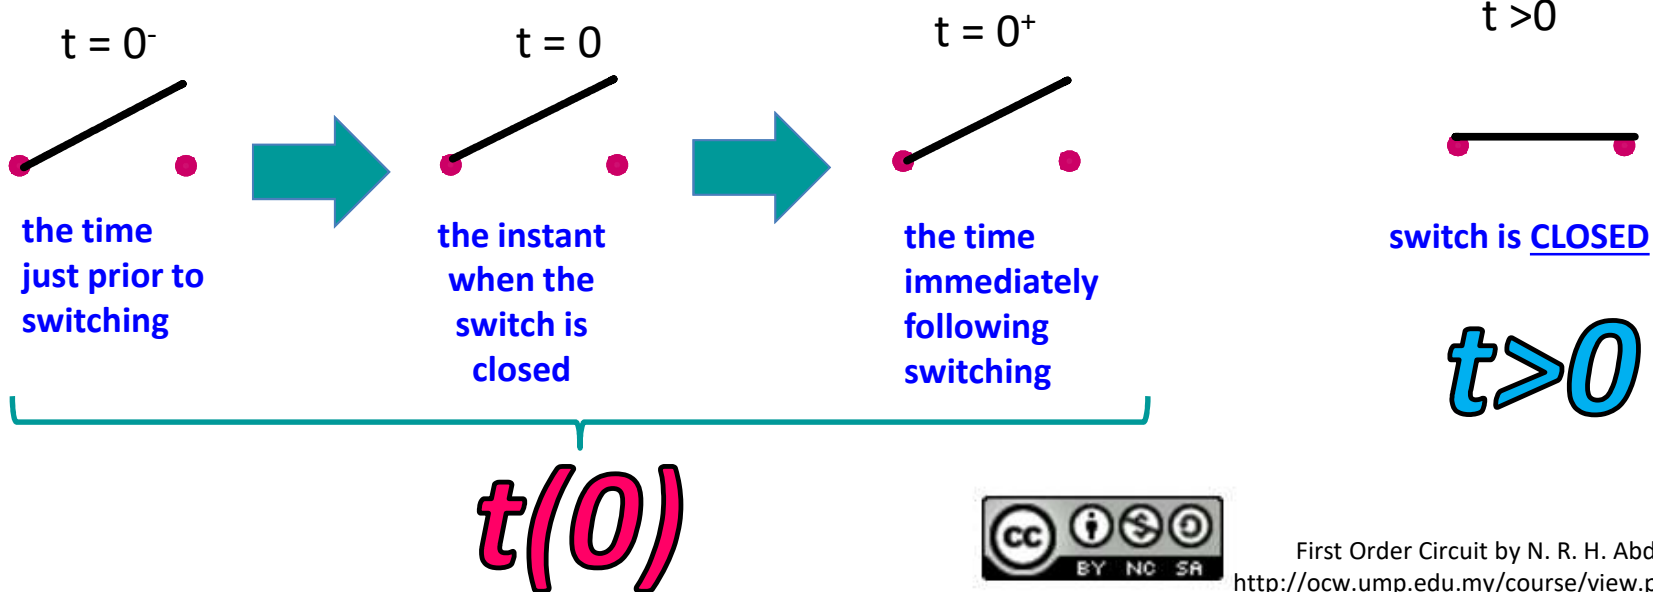 t = 0⁻
the time
just prior to
switching
t = 0
the instant
when the
switch is
closed
t = 0⁺
the time
immediately
following
switching
t >0
switch is CLOSED
t>0
t(0)
cc
BY NC SA
First Order Circuit by N. R. H. Abd
http://ocw.ump.edu.my/course/view.p